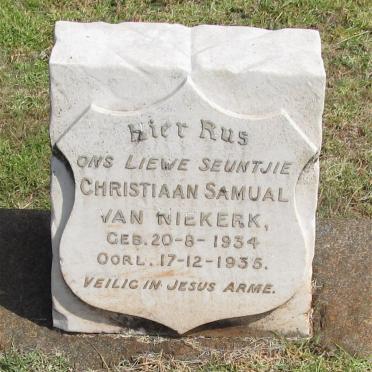 Hier Rus
ONS LIEWE SEUNTJIE
CHRISTIAAN SAMUAL
VAN NIEKERK,
GEB. 20-8-1934
OORL. 17-12-1935.
VEILIG IN JESUS ARME.